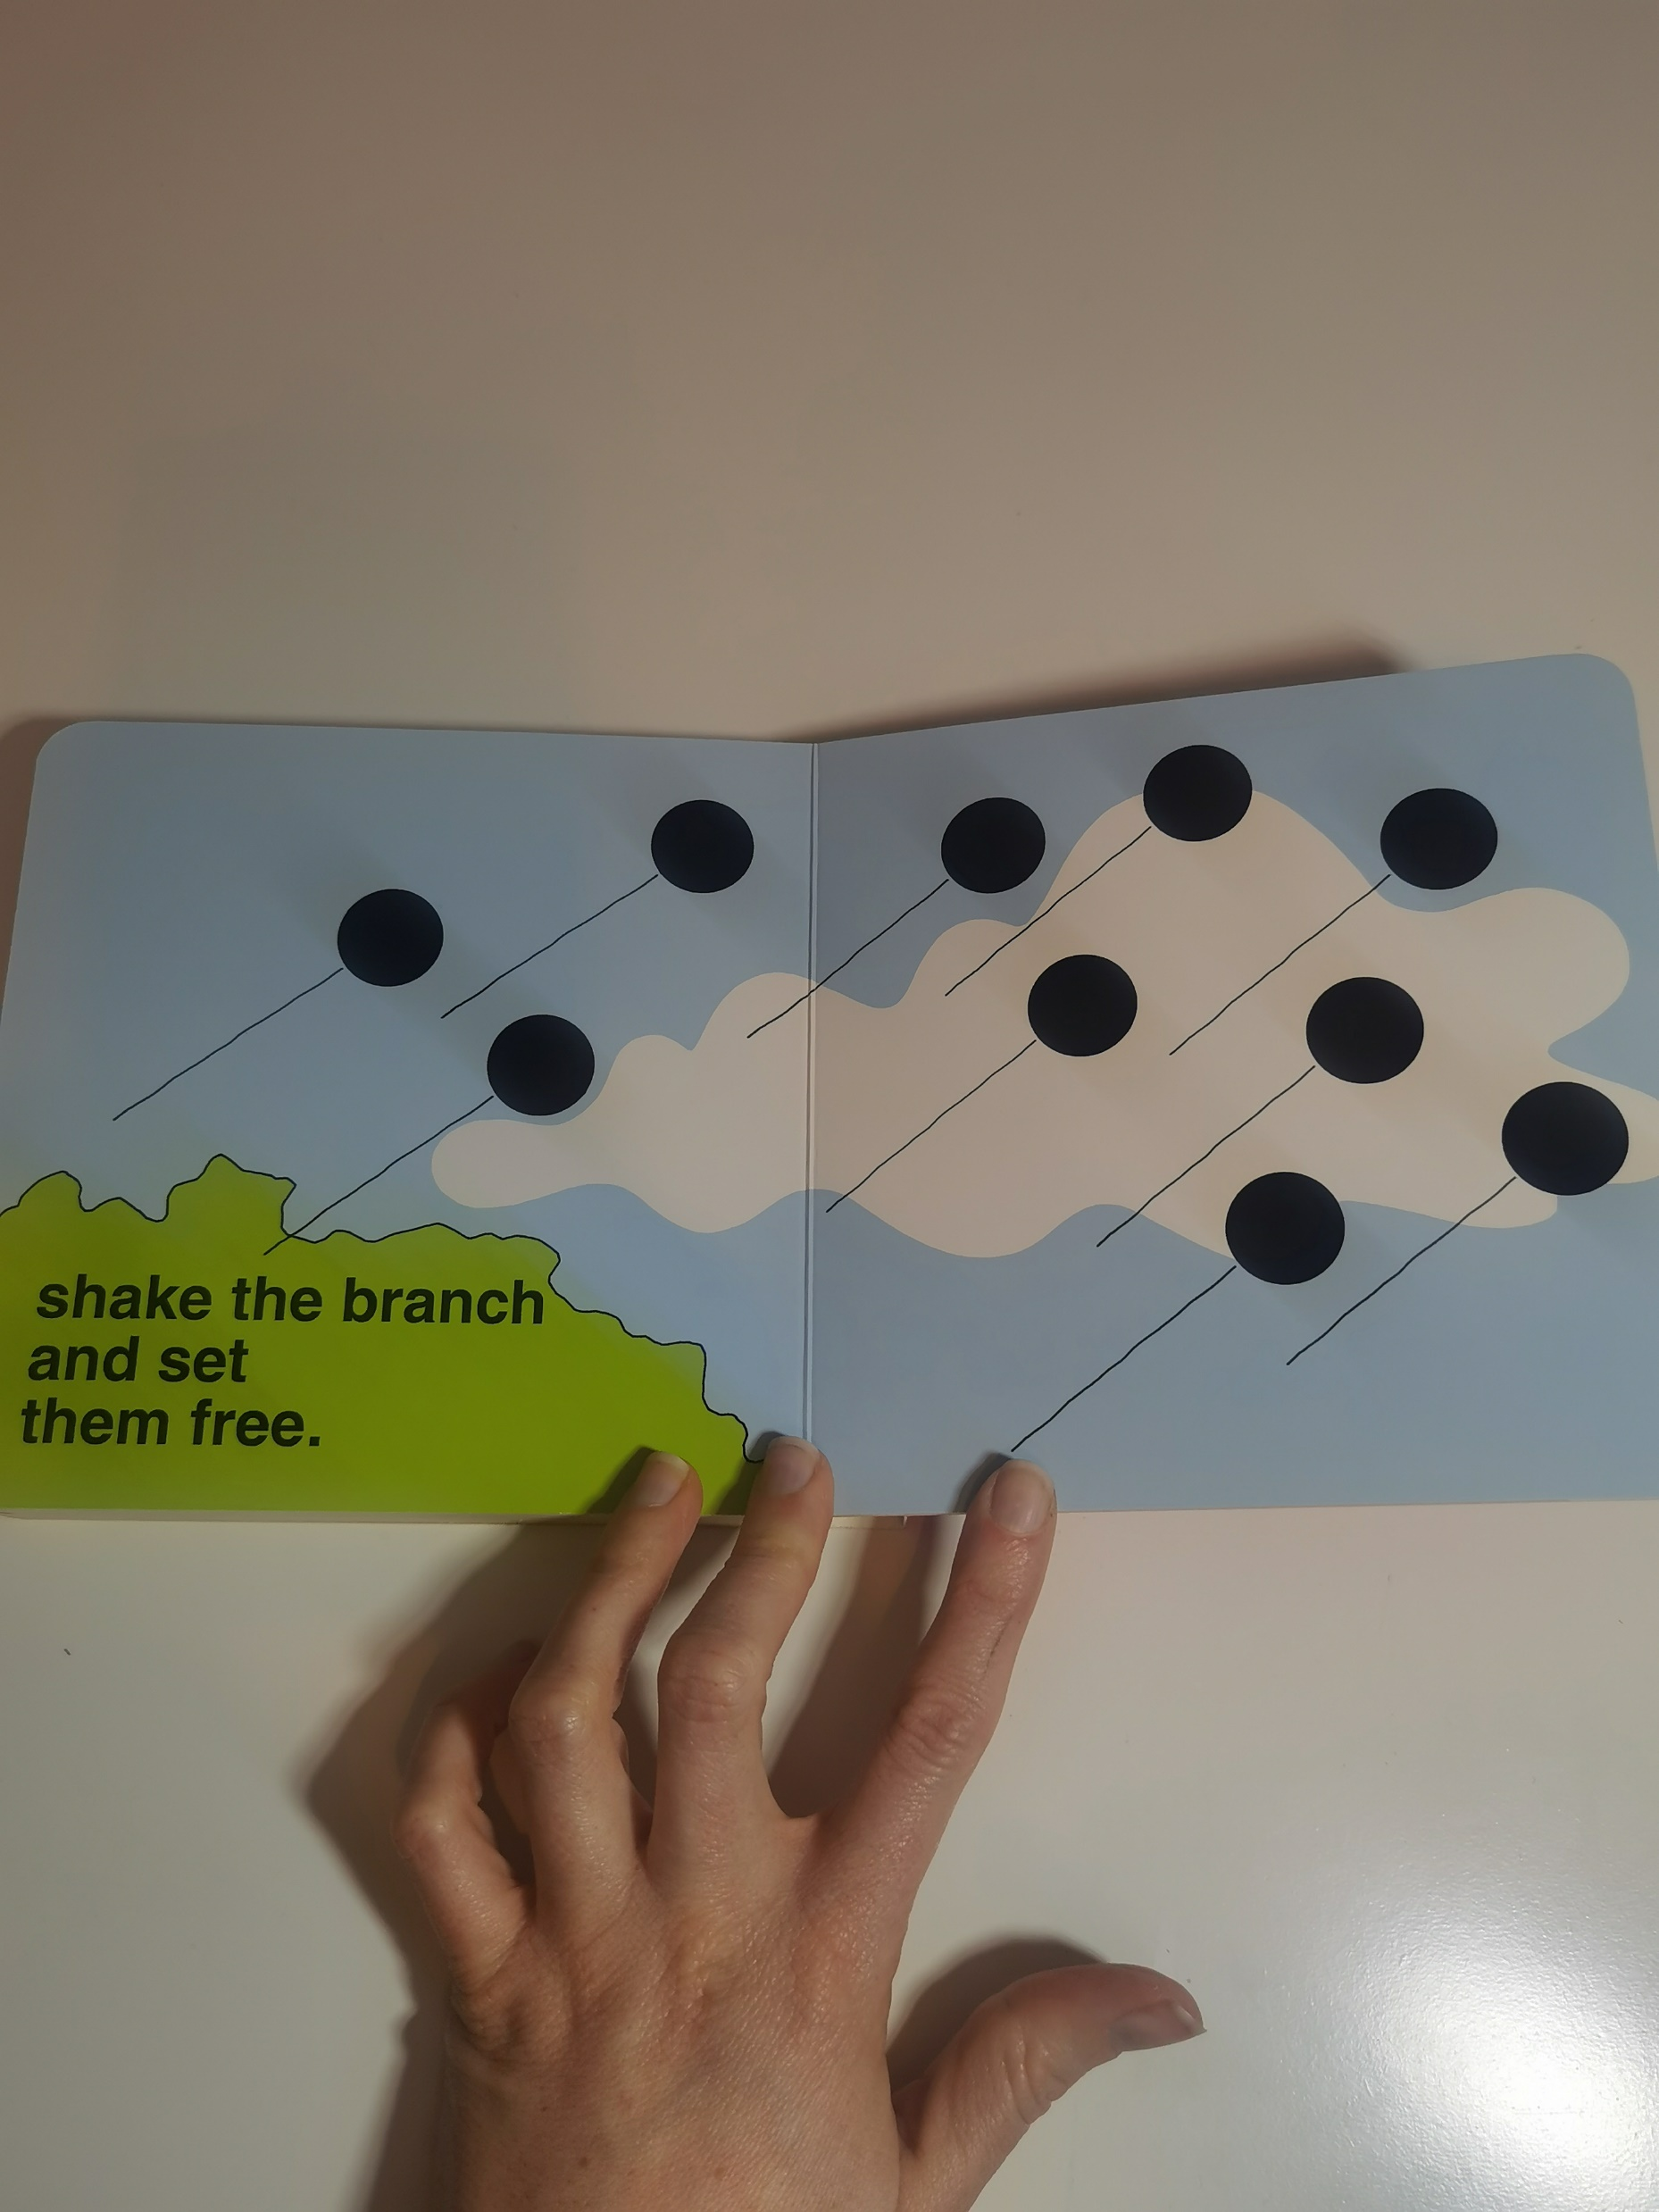 shake the branch
and set
them free.